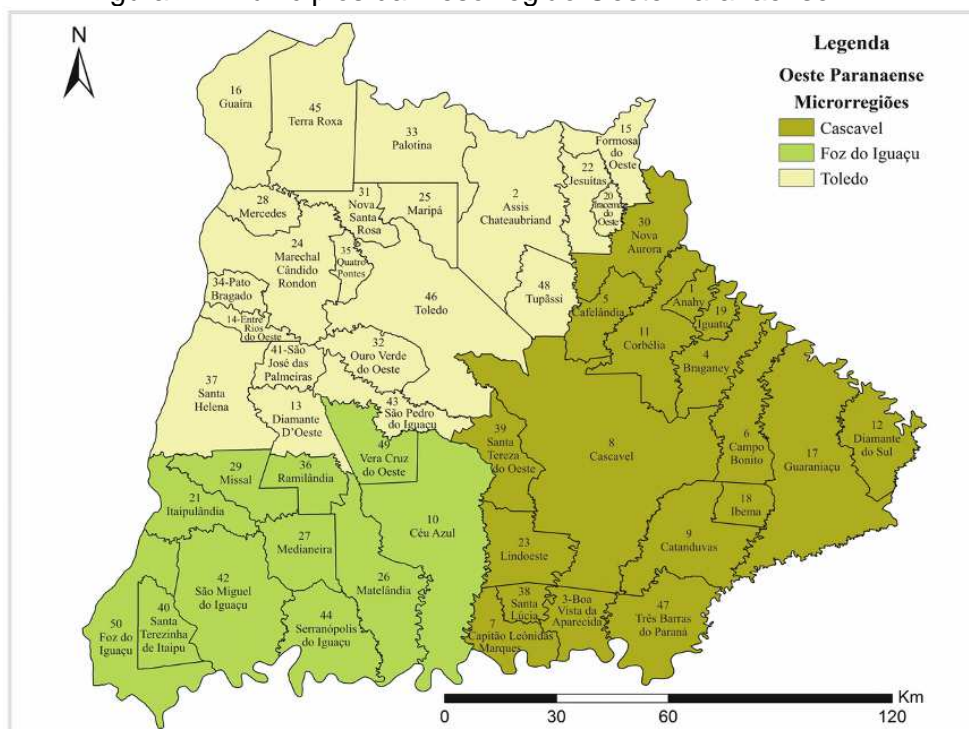 N
Legenda
Oeste Paranaense
Microrregiões
Cascavel
Foz do Iguaçu
Toledo
16
Guaíra
45
Terra Roxa
33
Palotina
2
Assis
Chateaubriand
22
Jesuítas
15
Formosa
do
Oeste
20
do
Oeste
30
Nova
Aurora
28
Mercedes
31
Nova
Santa
Rosa
25
Maripá
24
Marechal
Cândido
Rondon
35
Quatro
Pontes
34-Pato
Bragado
14-Entre
Rios
do Oeste
46
Toledo
48
Tupãssi
5
Cafelândia
1
Anahy
19
Iguatu
11
Corbélia
4
Braganey
41-São
José das
Palmeiras
32
Ouro Verde
do Oeste
37
Santa
Helena
13
Diamante
D'Oeste
43
São Pedro
do Iguaçu
49
Vera Cruz
do Oeste
39
Santa
Tereza
do Oeste
8
Cascavel
6
Campo
Bonito
17
Guaraniaçu
12
Diamante
do Sul
29
Missal
36
Ramilândia
21
Itaipulândia
10
Céu Azul
18
Ibema
9
Catanduvas
27
Medianeira
23
Lindoeste
42
São Miguel
do Iguaçu
26
Matelândia
38
Santa
Lúcia
3-Boa
Vista da
Aparecida
47
Três Barras
do Paraná
50
Foz do
Iguaçu
40
Santa
Terezinha
de Itaipu
44
Serranópolis
do Iguaçu
7
Capitão Leônidas
Marques
Km
0 30 60 120